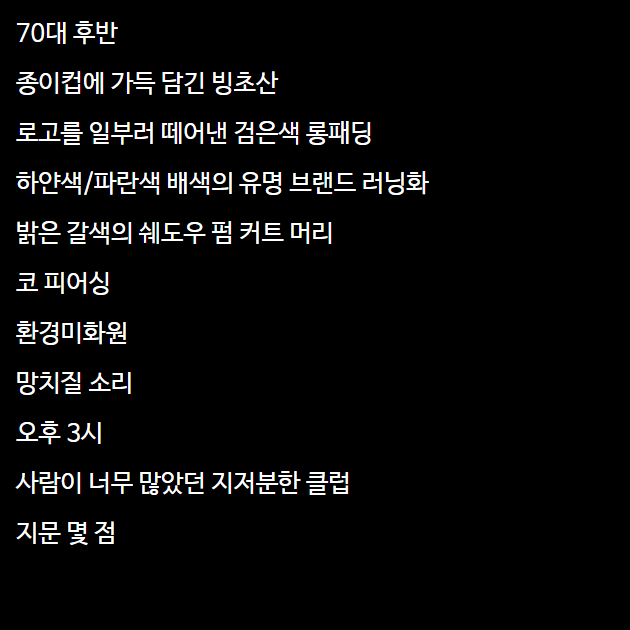 70대 후반
종이컵에 가득 담긴 빙초산
로고를 일부러 떼어낸 검은색 롱패딩
하얀색/파란색 배색의 유명 브랜드 러닝화
밝은 갈색의 쉐도우 펌 커트 머리
코 피어싱
환경미화원
망치질 소리
오후 3시
사람이 너무 많았던 지저분한 클럽
지문 몇 점